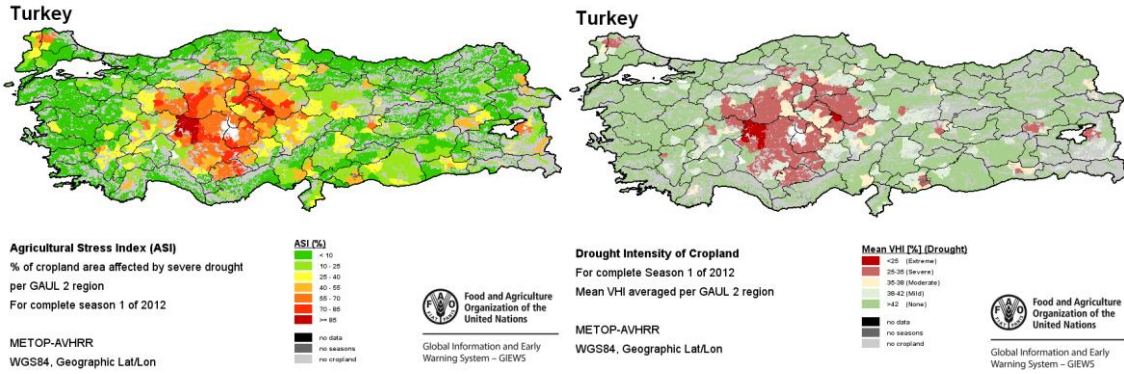 Turkey
Agricultural Stress Index (ASI)
% of cropland area affected by severe drought
per GAUL 2 region
For complete season 1 of 2012
METOP-AVHRR
WGS84, Geographic Lat/Lon
ASI (%)
< 10
10 - 25
25 - 40
40 - 55
55 - 70
70 - 85
>= 85
no data
no seasons
no cropland
Food and Agriculture
Organization of the
United Nations
Global Information and Early
Warning System – GIEWS
Turkey
Drought Intensity of Cropland
For complete Season 1 of 2012
Mean VHI averaged per GAUL 2 region
METOP-AVHRR
WGS84, Geographic Lat/Lon
Mean VHI [%] (Drought)
<25 (Extreme)
25-35 (Severe)
35-38 (Moderate)
38-42 (Mild)
>42 (None)
no data
no seasons
no cropland
Food and Agriculture
Organization of the
United Nations
Global Information and Early
Warning System – GIEWS